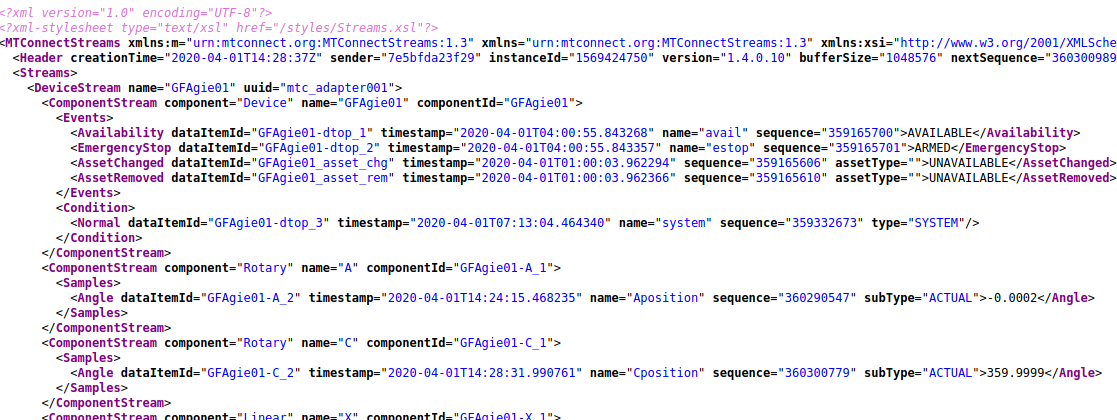 <?xml version="1.0" encoding="UTF-8"?>
<?xml-stylesheet type="text/xsl" href="/styles/Streams.xsl"?>
<MTConnectStreams xmlns:m="urn:mtconnect.org:MTConnectStreams:1.3" xmlns="urn:mtconnect.org:MTConnectStreams:1.3" xmlns:xsi="http://www.w3.org/2001/XMLSche
<Header creationTime="2020-04-01T14:28:37Z" sender="7e5bfda23f29" instanceId="1569424750" version="1.4.0.10" bufferSize="1048576" nextSequence="360300989
<Streams>
<DeviceStream name="GFAgie01" uuid="mtc_adapter001">
<ComponentStream component="Device" name="GFAgie01" componentId="GFAgie01">
<Events>
<Availability dataItemId="GFAgie01-dtop_1" timestamp="2020-04-01T04:00:55.843268" name="avail" sequence="359165700">AVAILABLE</Availability>
<EmergencyStop dataItemId="GFAgie01-dtop_2" timestamp="2020-04-01T04:00:55.843357" name="estop" sequence="359165701">ARMED</EmergencyStop>
<AssetChanged dataItemId="GFAgie01_asset_chg" timestamp="2020-04-01T01:00:03.962294" sequence="359165606" assetType="">UNAVAILABLE</AssetChanged>
<AssetRemoved dataItemId="GFAgie01_asset_rem" timestamp="2020-04-01T01:00:03.962366" sequence="359165610" assetType="">UNAVAILABLE</AssetRemoved>
</Events>
<Condition>
<Normal dataItemId="GFAgie01-dtop_3" timestamp="2020-04-01T07:13:04.464340" name="system" sequence="359332673" type="SYSTEM"/>
</Condition>
</ComponentStream>
<ComponentStream component="Rotary" name="A" componentId="GFAgie01-A_1">
<Samples>
<Angle dataItemId="GFAgie01-A_2" timestamp="2020-04-01T14:24:15.468235" name="Aposition" sequence="360290547" subType="ACTUAL">-0.0002</Angle>
</Samples>
</ComponentStream>
<ComponentStream component="Rotary" name="C" componentId="GFAgie01-C_1">
<Samples>
<Angle dataItemId="GFAgie01-C_2" timestamp="2020-04-01T14:28:31.990761" name="Cposition" sequence="360300779" subType="ACTUAL">359.9999</Angle>
</Samples>
</ComponentStream>
<ComponentStream component="Linear" name="X" componentId="GFAgie01-X_1">